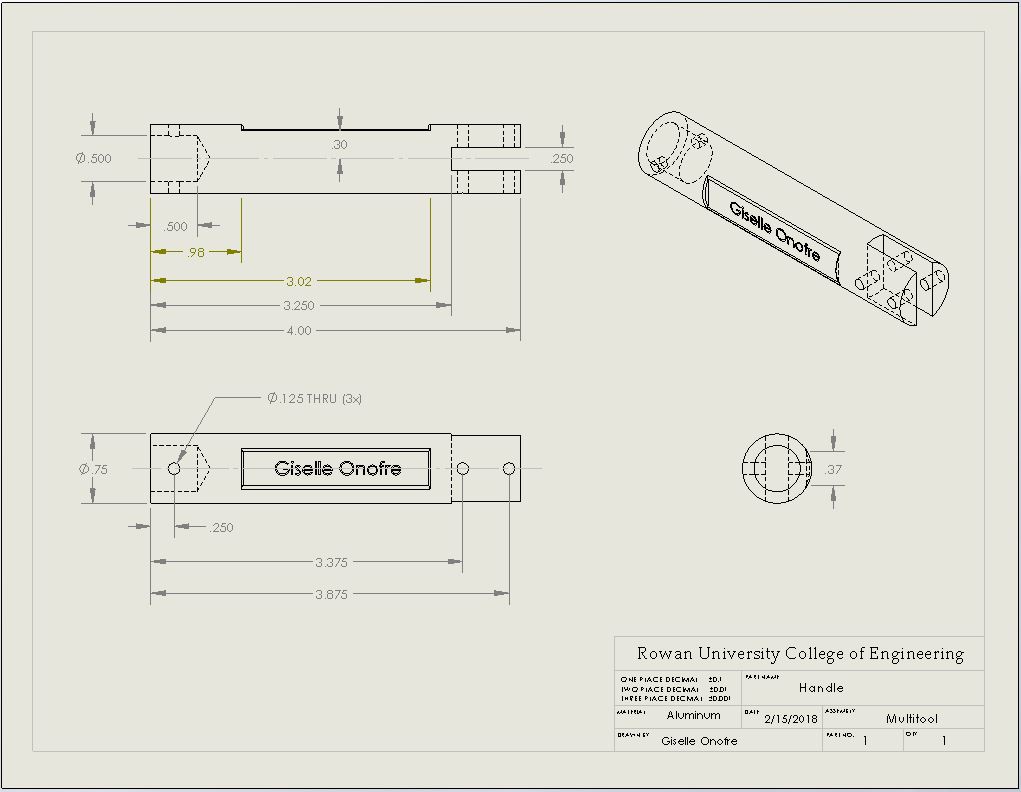 .30
Ø.500
.250
.500
.98
3.02
3.250
4.00
Giselle Onofre
Ø.125 THRU (3x)
Ø.75
Giselle Onofre
.37
.250
3.375
3.875
Rowan University College of Engineering
ONE PLACE DECIMAL ±0.1
TWO PLACE DECIMAL ±0.01
THREE PLACE DECIMAL ±0.001
PART NAME
Handle
MATERIAL
Aluminum
DATE
2/15/2018
ASSEMBLY
Multitool
DRAWN BY
Giselle Onofre
PART NO.
1
QTY
1